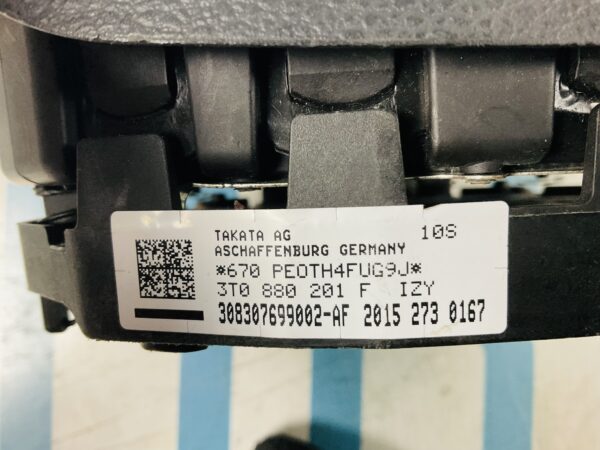 TAKATA AG 10S
ASCHAFFENBURG GERMANY
*670 PEOTH4FUG9J*
3T0 880 201 F IZY
308307699002-AF 2015 273 0167